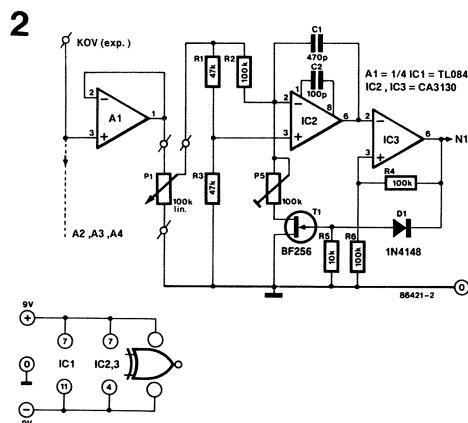 2
KOV (exp.)
A1
2
3
1
P1
100k
lin.
A2 ,A3 ,A4
R1
47k
R2
100k
R3
47k
C1
470p
C2
100p
2
3
1
8
6
IC2
P5
100k
T1
BF256
R5
10k
R6
100k
A1 = 1/4 IC1 = TL084
IC2 , IC3 = CA3130
2
3
6
IC3
N1
R4
100k
D1
1N4148
0
86421-2
9V
+
7
7
0
IC1
IC2,3
11
4
−
9V